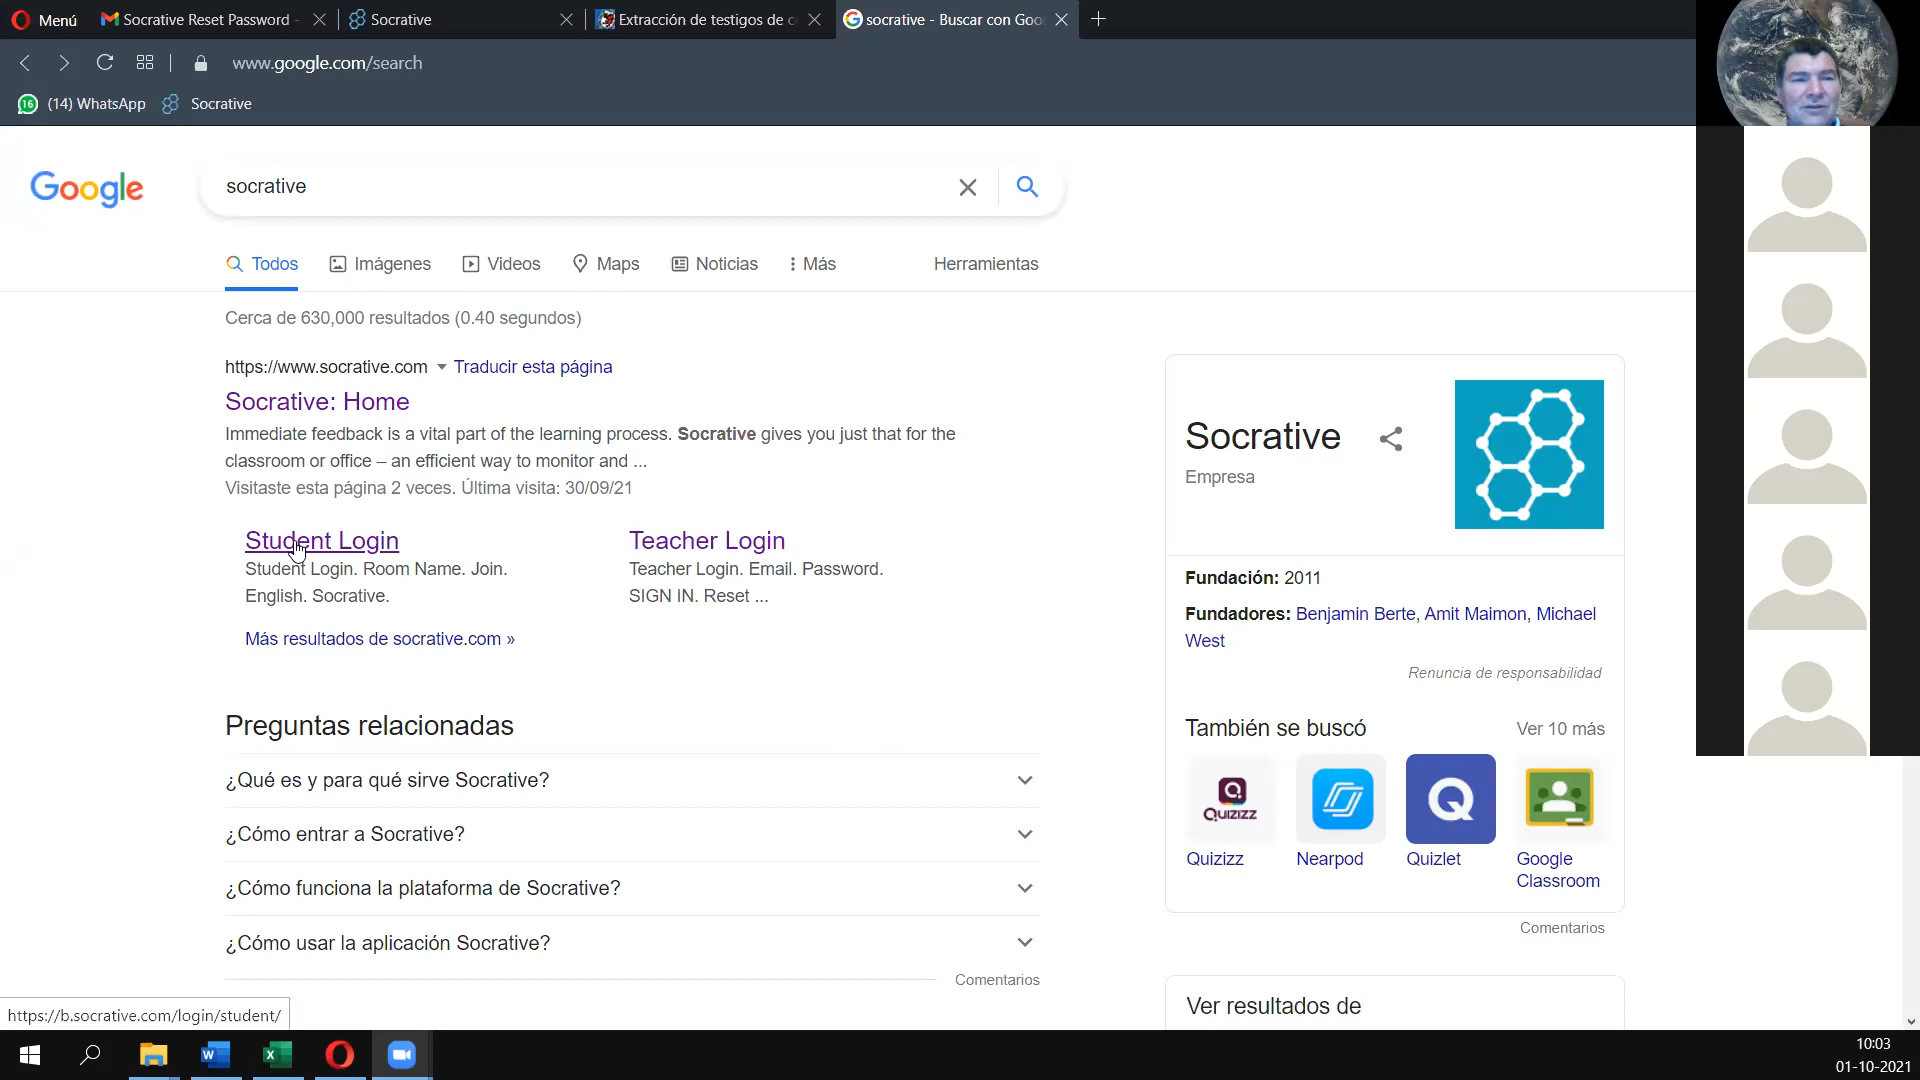 Menú
Socrative Reset Password -
Socrative
Extracción de testigos de c
socrative - Buscar con Goo
www.google.com/search
16
(14) WhatsApp
Socrative
Google
socrative
Todos
Imágenes
Videos
Maps
Noticias
Más
Herramientas
Cerca de 630,000 resultados (0.40 segundos)
https://www.socrative.com
Traducir esta página
Socrative: Home
Immediate feedback is a vital part of the learning process. Socrative gives you just that for the
classroom or office – an efficient way to monitor and ...
Visitaste esta página 2 veces. Última visita: 30/09/21
Student Login
Student Login. Room Name. Join.
English. Socrative.
Teacher Login
Teacher Login. Email. Password.
SIGN IN. Reset ...
Más resultados de socrative.com »
Preguntas relacionadas
¿Qué es y para qué sirve Socrative?
¿Cómo entrar a Socrative?
¿Cómo funciona la plataforma de Socrative?
¿Cómo usar la aplicación Socrative?
Comentarios
Socrative
Empresa
Fundación: 2011
Fundadores: Benjamin Berte, Amit Maimon, Michael
West
Renuncia de responsabilidad
También se buscó
Ver 10 más
Quizizz
Quizizz
Nearpod
Quizlet
Google
Classroom
Comentarios
Ver resultados de
https://b.socrative.com/login/student/
10:03
01-10-2021